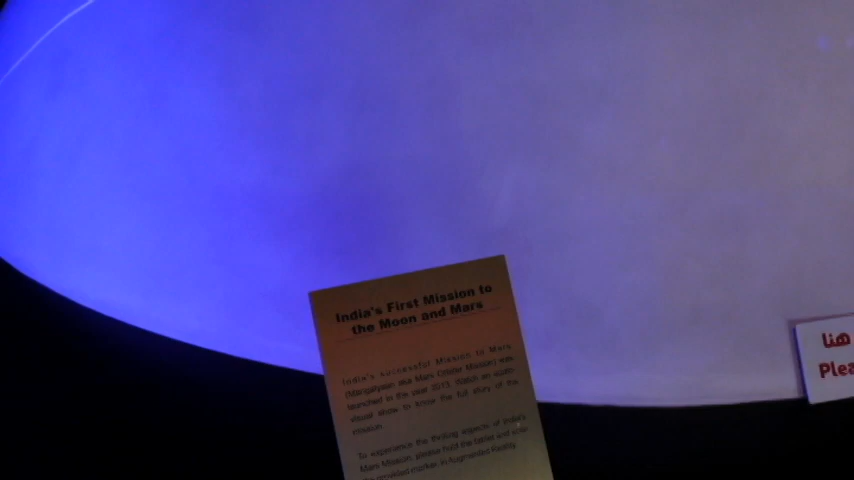 India's First Mission to
the Moon and Mars
India's successful Mission to Mars
(Mangalyaan aka Mars Orbiter Mission) was
launched in the year 2013. Watch an audio
visual show to know the full story of the
mission.
To experience the thrilling aspects of India's
Mars Mission, please hold the tablet and
the provided marker in Augmented Reality.
هنا
Plea